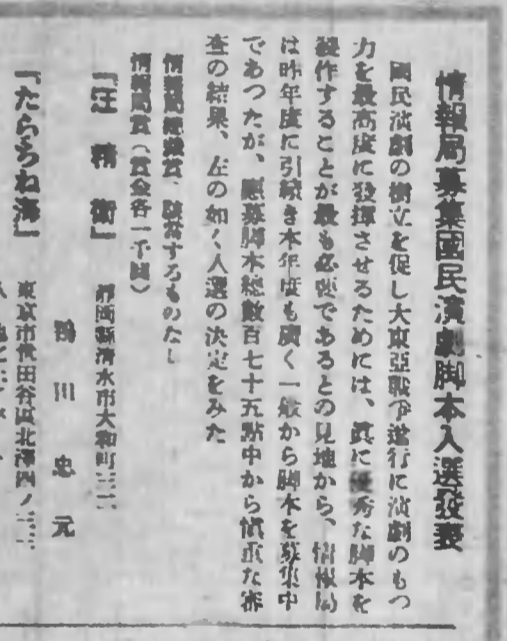 情報局募集國民演劇脚本入選發表
國民演劇の樹立を促し大東亞戰爭進行に演劇のもつ
力を最高度に發揮させるためには、眞に優秀な脚本を
製作することが最も必要であるとの見地から、情報局
は昨年度に引續き本年度も廣く一般から脚本を募集中
であつたが、應募脚本總數百七十五點中から愼重な審
査の結果、左の如く入選の決定をみた
情報局總裁賞、該當するものなし
情報局賞(賞金各一千圓)
『汪精衞』 靜岡縣清水市大和町三二
鴨川忠元
『たらちね海』 東京市世田谷區北澤四ノ